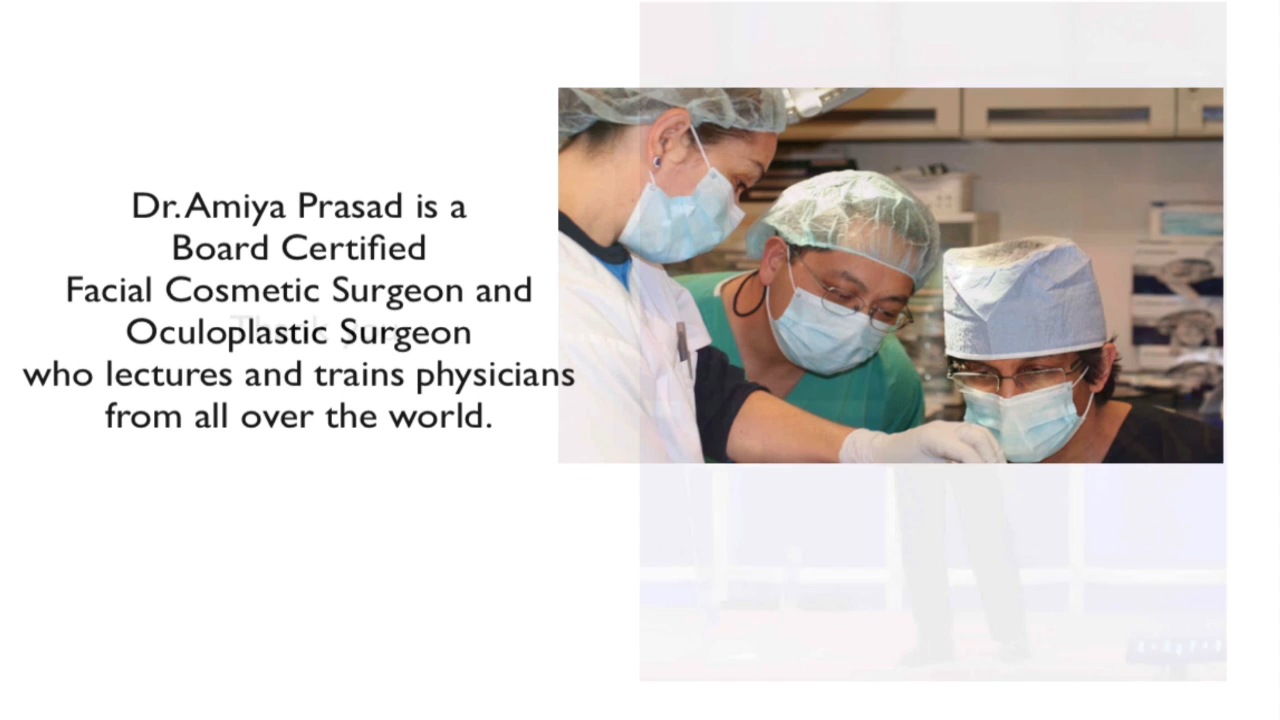 Dr. Amiya Prasad is a
Board Certified
Facial Cosmetic Surgeon and
Oculoplastic Surgeon
who lectures and trains physicians
from all over the world.